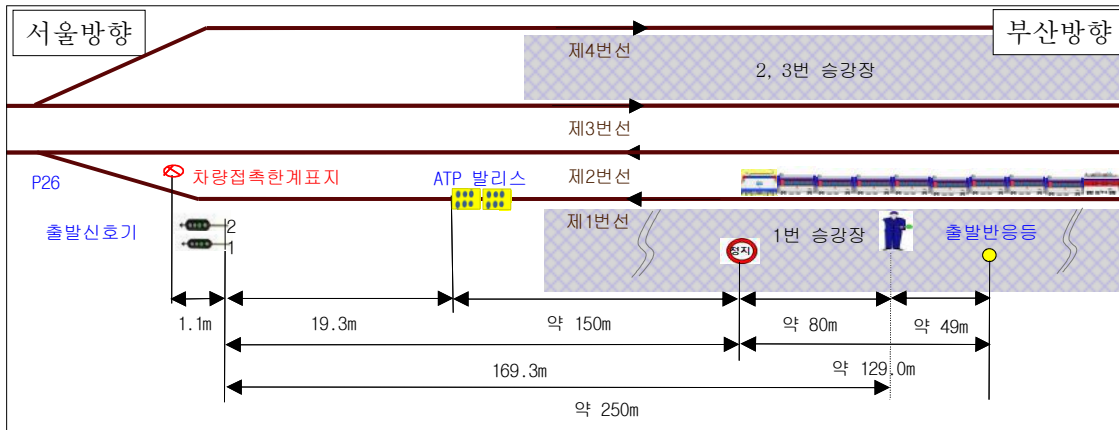 서울방향
부산방향
제4번선
2, 3번 승강장
제3번선
P26
차량접촉한계표지
ATP 발리스
제2번선
출발신호기
2
1
제1번선
정지
1번 승강장
출발반응등
1.1m
19.3m
약 150m
약 80m
약 49m
169.3m
약 129.0m
약 250m